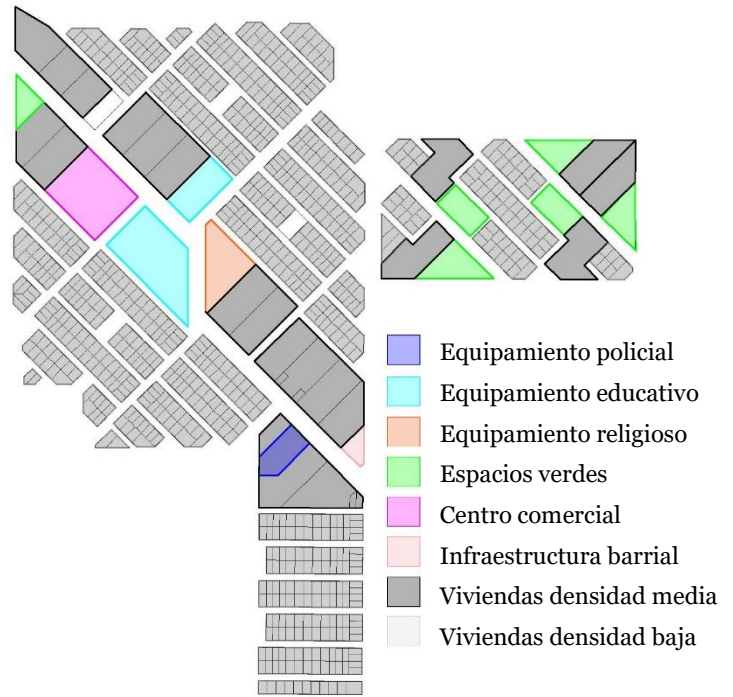 Equipamiento policial
Equipamiento educativo
Equipamiento religioso
Espacios verdes
Centro comercial
Infraestructura barrial
Viviendas densidad media
Viviendas densidad baja